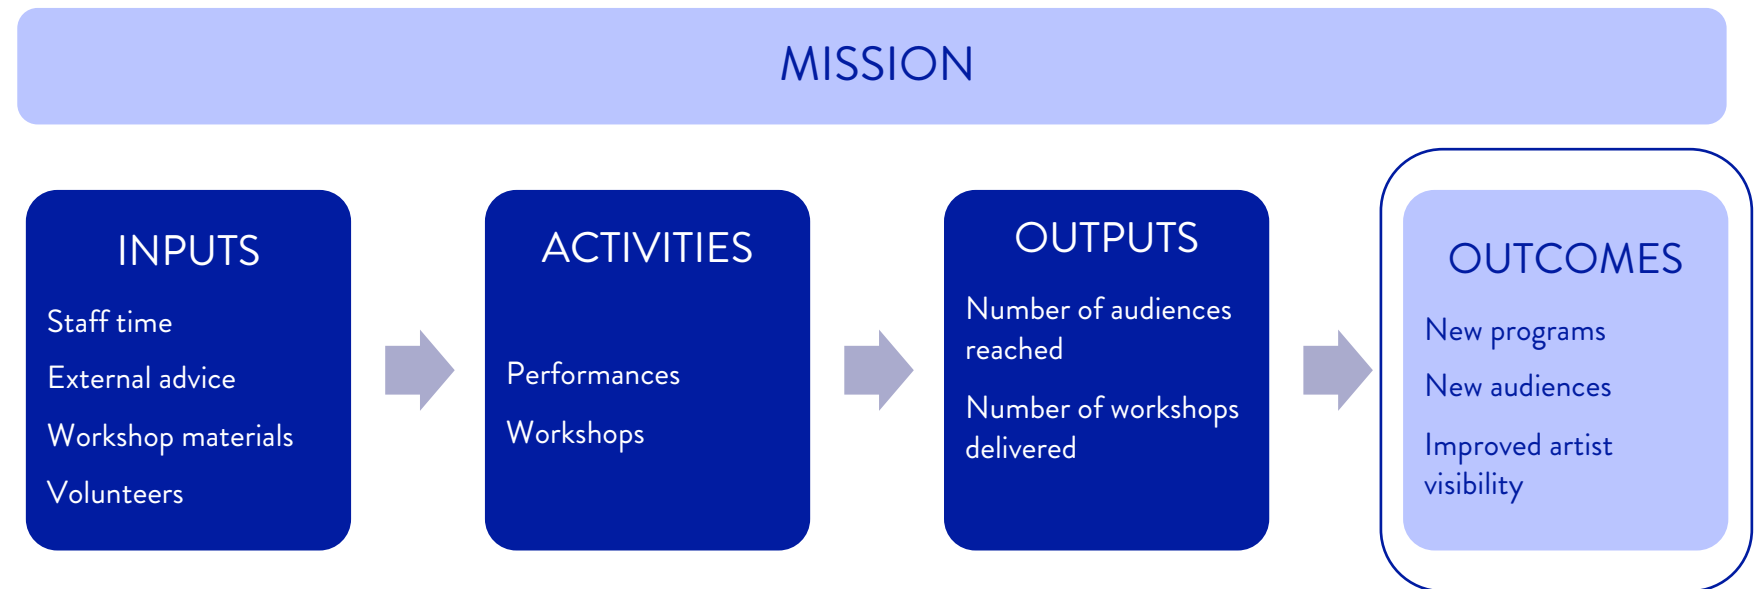 MISSION
INPUTS
Staff time
External advice
Workshop materials
Volunteers
ACTIVITIES
Performances
Workshops
OUTPUTS
Number of audiences
reached
Number of workshops
delivered
OUTCOMES
New programs
New audiences
Improved artist
visibility